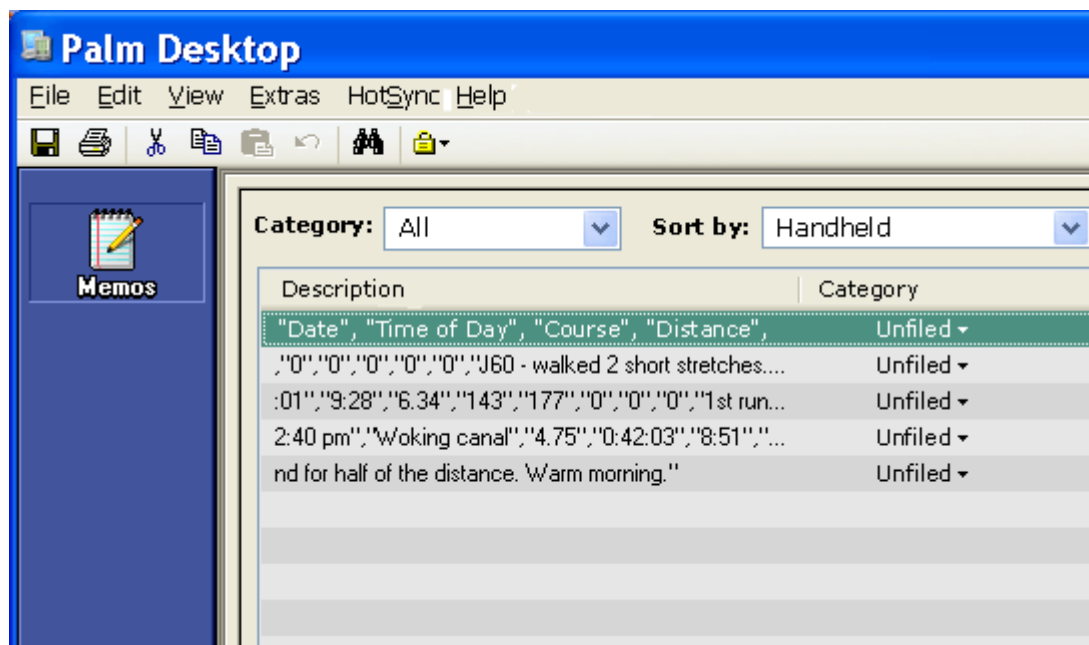 Palm Desktop
File Edit View Extras HotSync Help
Category: All Sort by: Handheld
Memos
Description Category
"Date", "Time of Day", "Course", "Distance", Unfiled
,"0","0","0","0","0","J60 - walked 2 short stretches.... Unfiled
:01","9:28","6.34","143","177","0","0","0","1st run... Unfiled
2:40 pm","Woking canal","4.75","0:42:03","8:51","... Unfiled
nd for half of the distance. Warm morning." Unfiled